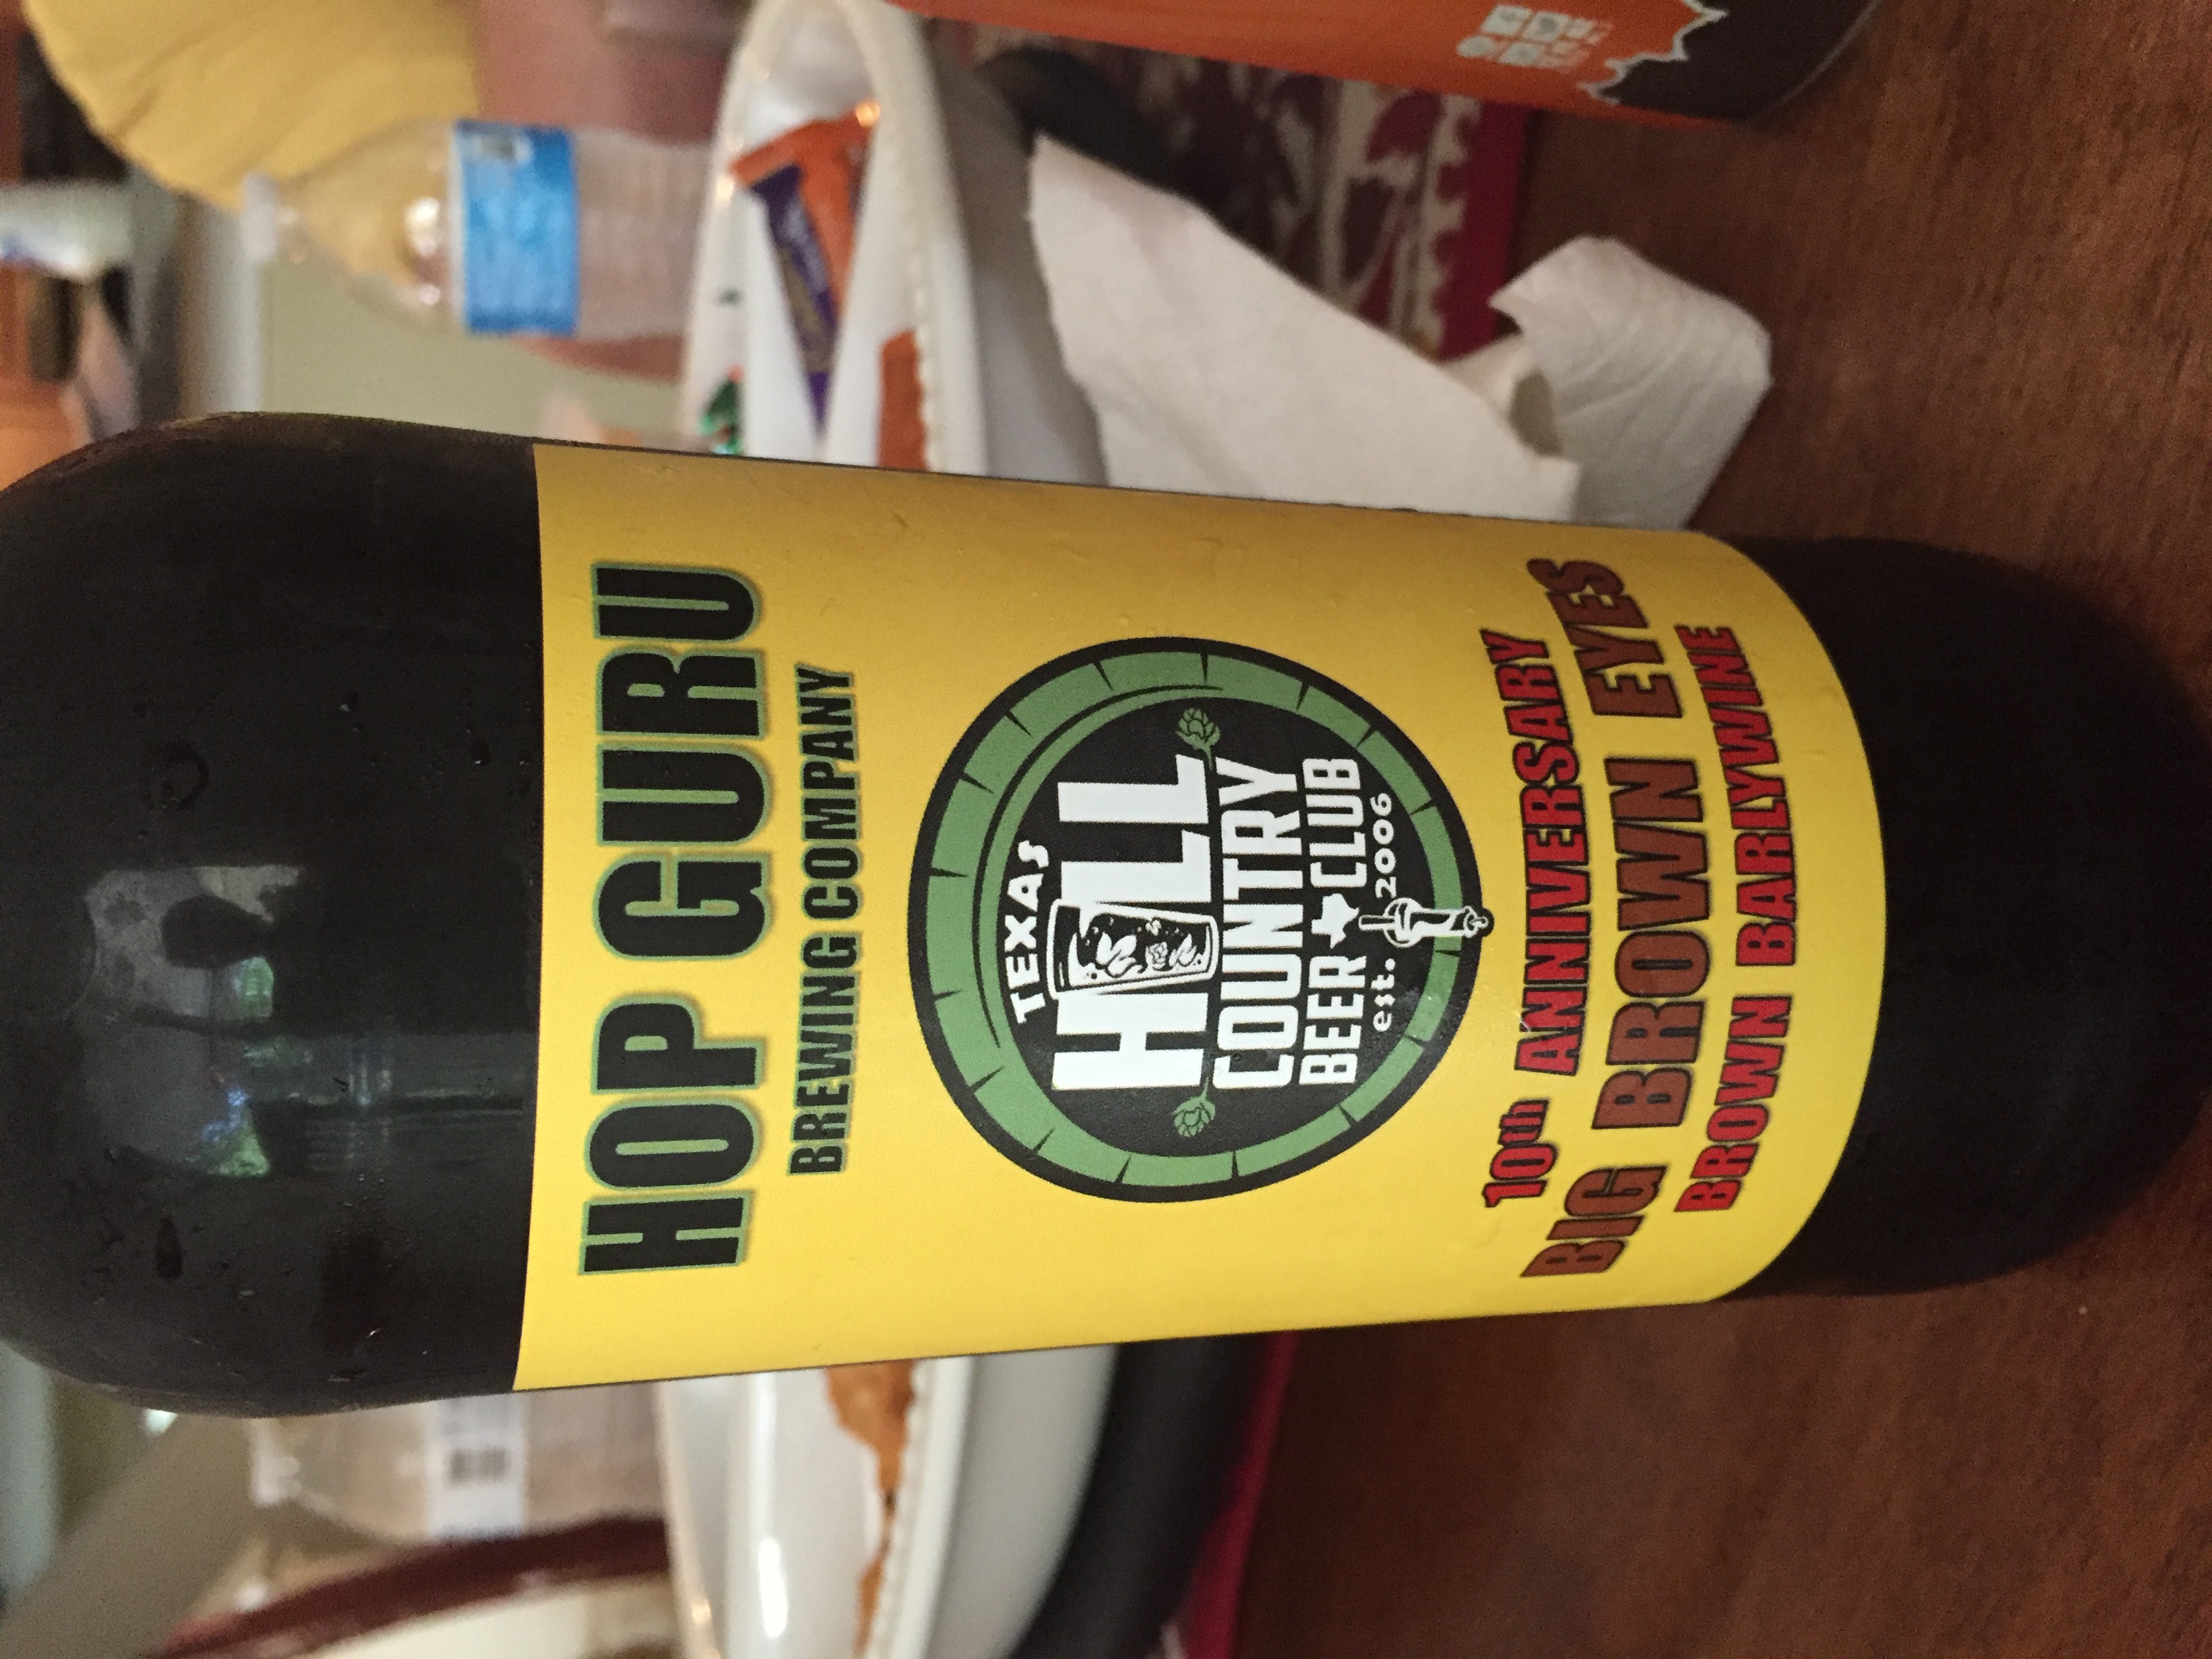 HOP GURU
BREWING COMPANY
TEXAS
HILL
COUNTRY
BEER CLUB
est. 2006
10th ANNIVERSARY
BIG BROWN EYES
BROWN BARLYWINE